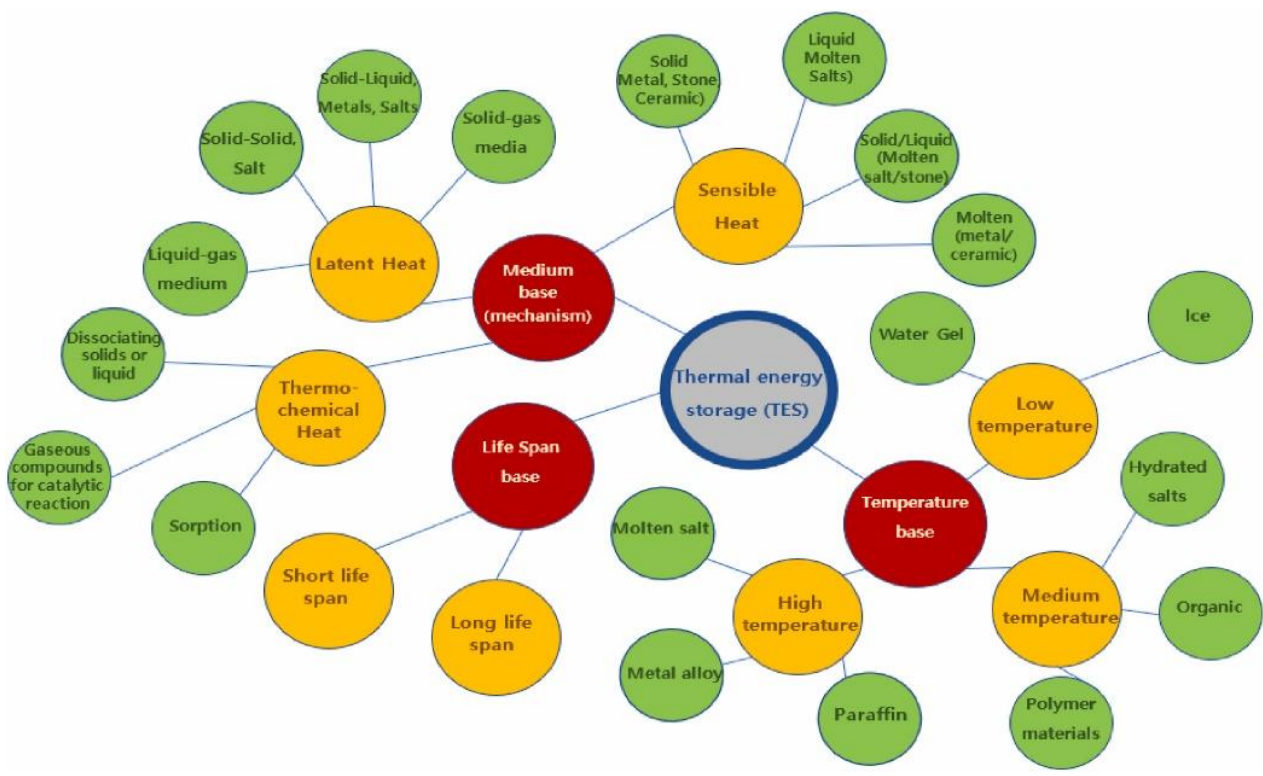 Solid-Liquid,
Metals, Salts
Solid-Solid,
Salt
Solid-gas
media
Liquid-gas
medium
Latent Heat
Solid
Metal, Stone,
Ceramic)
Liquid
Molten
Salts)
Solid/Liquid
(Molten
salt/stone)
Molten
(metal/
ceramic)
Sensible
Heat
Medium
base
(mechanism)
Dissociating
solids or
liquid
Thermo-
chemical
Heat
Gaseous
compounds
for catalytic
reaction
Sorption
Thermal energy
storage (TES)
Life Span
base
Short life
span
Long life
span
Water Gel
Ice
Low
temperature
Temperature
base
Hydrated
salts
Organic
Medium
temperature
Polymer
materials
Molten salt
High
temperature
Metal alloy
Paraffin